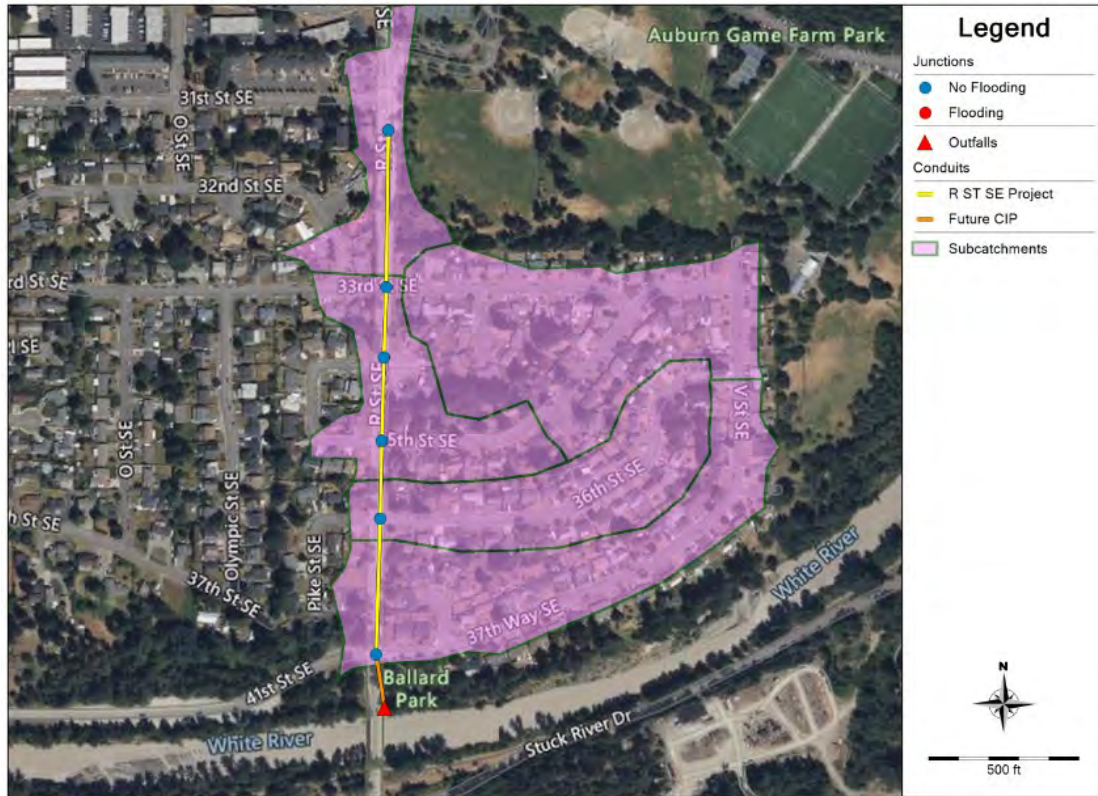 SE
Auburn Game Farm Park
31st St SE
O St SE
R St
32nd St SE
rd St SE
33rd St SE
R St SE
V St SE
O St SE
Olympic St SE
5th St SE
36th St SE
Pike St SE
37th St SE
37th Way SE
White River
41st St SE
Ballard
Park
White River
Stuck River Dr
Legend
Junctions
No Flooding
Flooding
Outfalls
Conduits
R ST SE Project
Future CIP
Subcatchments
N
500 ft